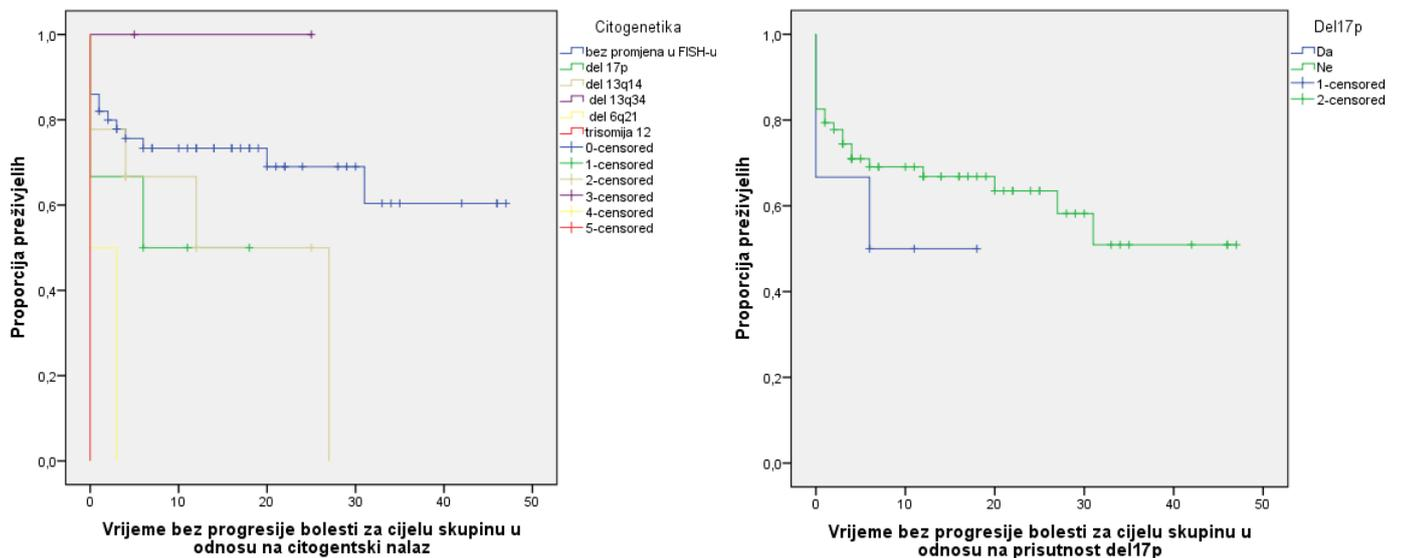 Citogenetika
bez promjena u FISH-u
del 17p
del 13q14
del 13q34
del 6q21
trisomija 12
0-censored
1-censored
2-censored
3-censored
4-censored
5-censored
Proporcija preživjelih
1,0
0,8
0,6
0,4
0,2
0,0
0 10 20 30 40 50
Vrijeme bez progresije bolesti za cijelu skupinu u
odnosu na citogentski nalaz
Del17p
Da
Ne
1-censored
2-censored
Proporcija preživjelih
1,0
0,8
0,6
0,4
0,2
0,0
0 10 20 30 40 50
Vrijeme bez progresije bolesti za cijelu skupinu u
odnosu na prisutnost del17p